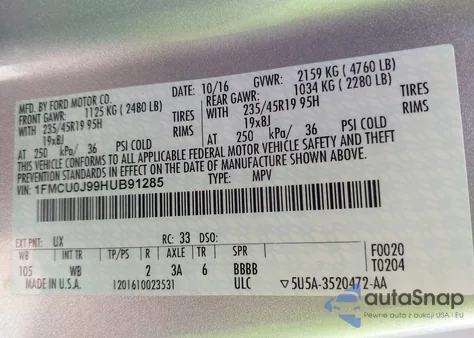 MFD. BY FORD MOTOR CO.
DATE: 10/16 GVWR: 2159 KG ( 4760 LB)
FRONT GAWR: 1125 KG ( 2480 LB) REAR GAWR: 1034 KG ( 2280 LB)
WITH 235/45R19 95H TIRES WITH 235/45R19 95H TIRES
19x8J RIMS 19x8J RIMS
AT 250 kPa/ 36 PSI COLD AT 250 kPa/ 36 PSI COLD
THIS VEHICLE CONFORMS TO ALL APPLICABLE FEDERAL MOTOR VEHICLE SAFETY AND THEFT
PREVENTION STANDARDS IN EFFECT ON THE DATE OF MANUFACTURE SHOWN ABOVE.
VIN: 1FMCU0J99HUB91285 TYPE: MPV
EXT PNT: UX RC: 33 DSO:
WB INT TR TP/PS R AXLE TR SPR F0020
105 WB 2 3A 6 BBBB T0204
MADE IN U.S.A. 1201610023531 ULC ▽5U5A-3520472-AA
autoSnap
Pewne auta z aukcji USA i EU